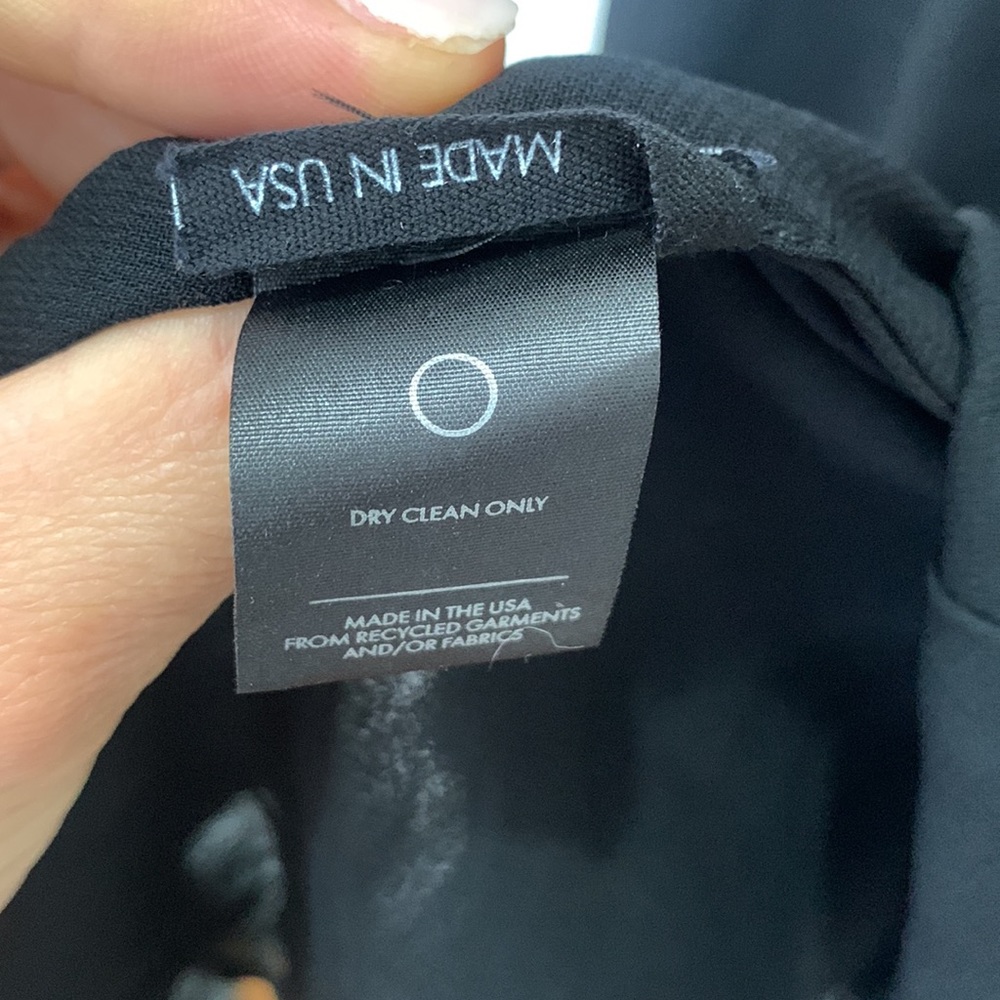 MADE IN USA
DRY CLEAN ONLY
MADE IN THE USA
FROM RECYCLED GARMENTS
AND/OR FABRICS